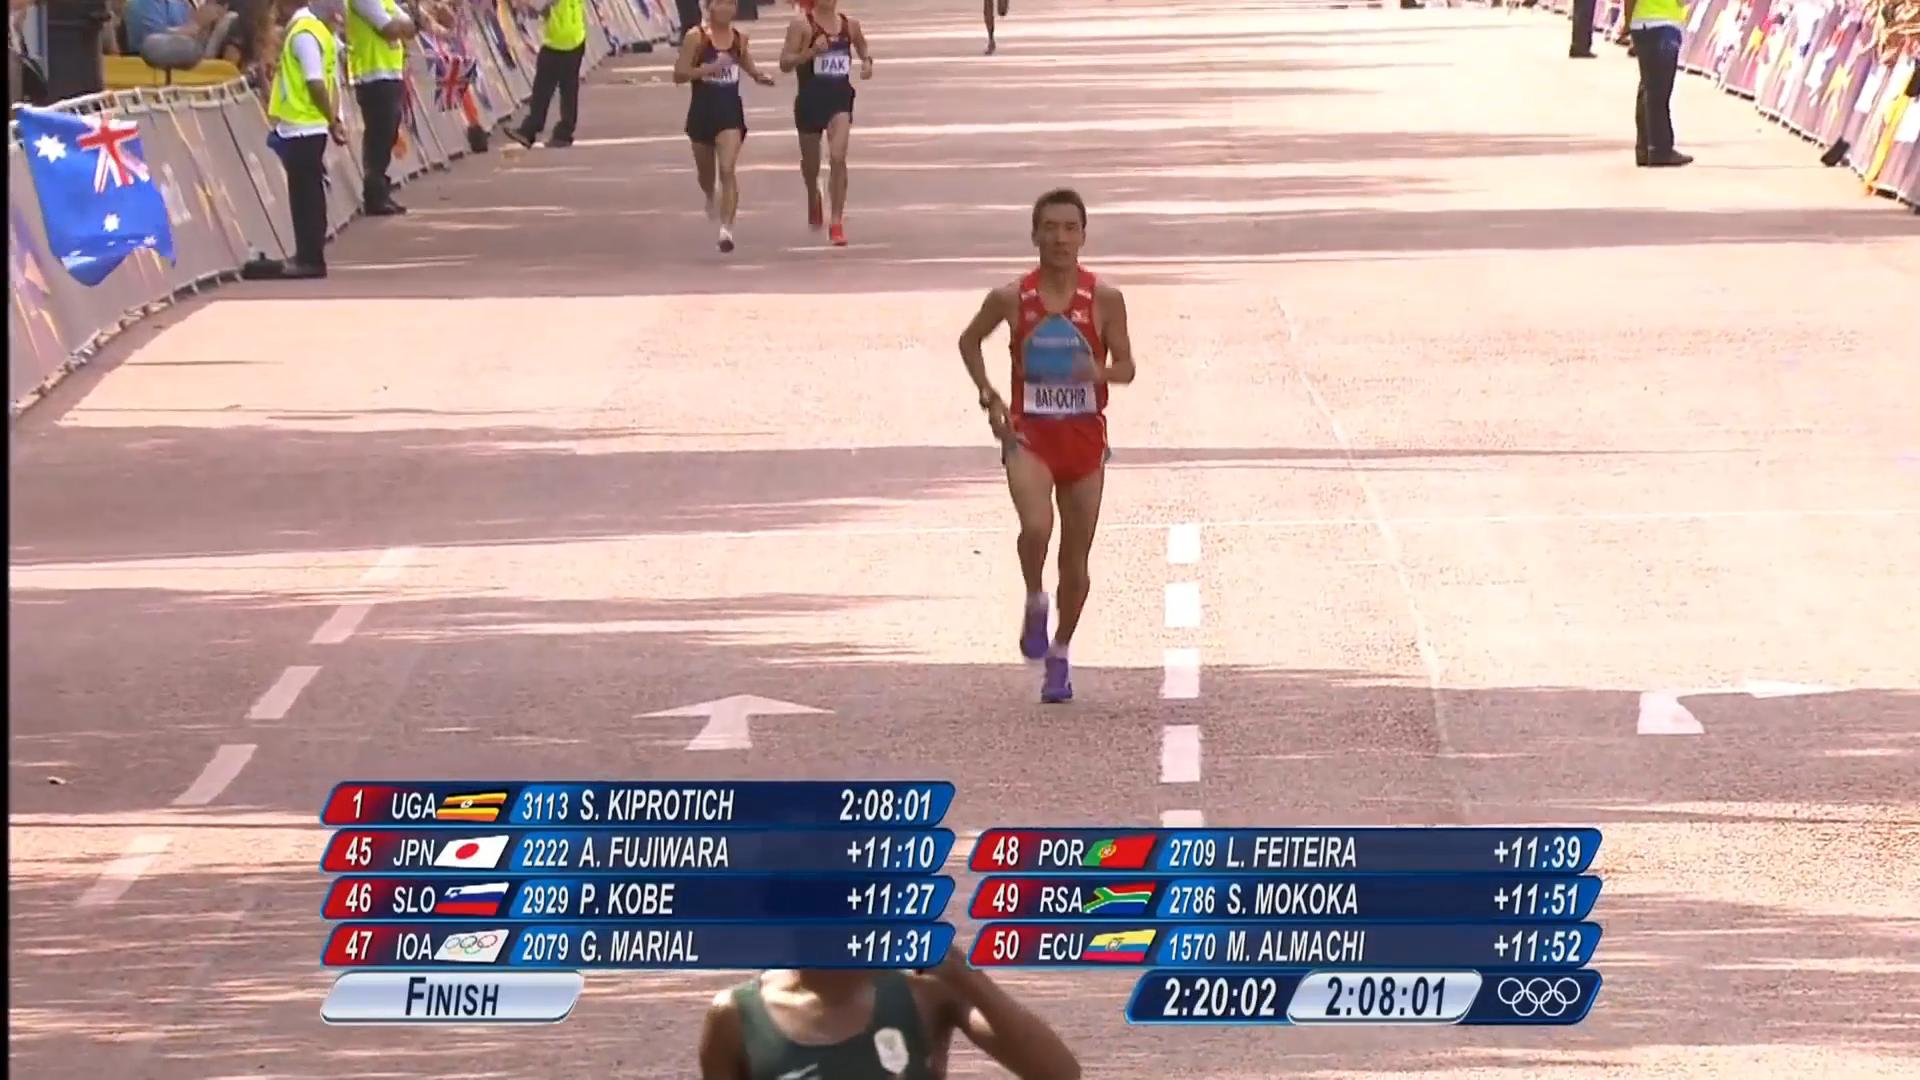 PAK
BAT-OCHIR
1 UGA 3113 S. KIPROTICH 2:08:01
45 JPN 2222 A. FUJIWARA +11:10
46 SLO 2929 P. KOBE +11:27
47 IOA 2079 G. MARIAL +11:31
48 POR 2709 L. FEITEIRA +11:39
49 RSA 2786 S. MOKOKA +11:51
50 ECU 1570 M. ALMACHI +11:52
FINISH
2:20:02 2:08:01